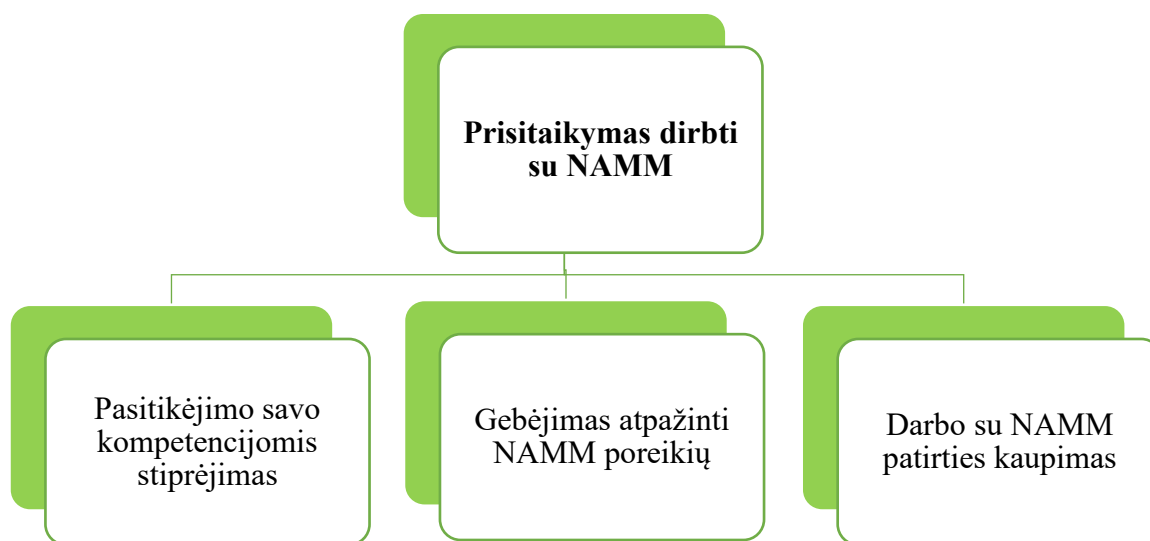 Prisitaikymas dirbti
su NAMM
Pasitikėjimo savo
kompetencijomis
stiprėjimas
Gebėjimas atpažinti
NAMM poreikių
Darbo su NAMM
patirties kaupimas